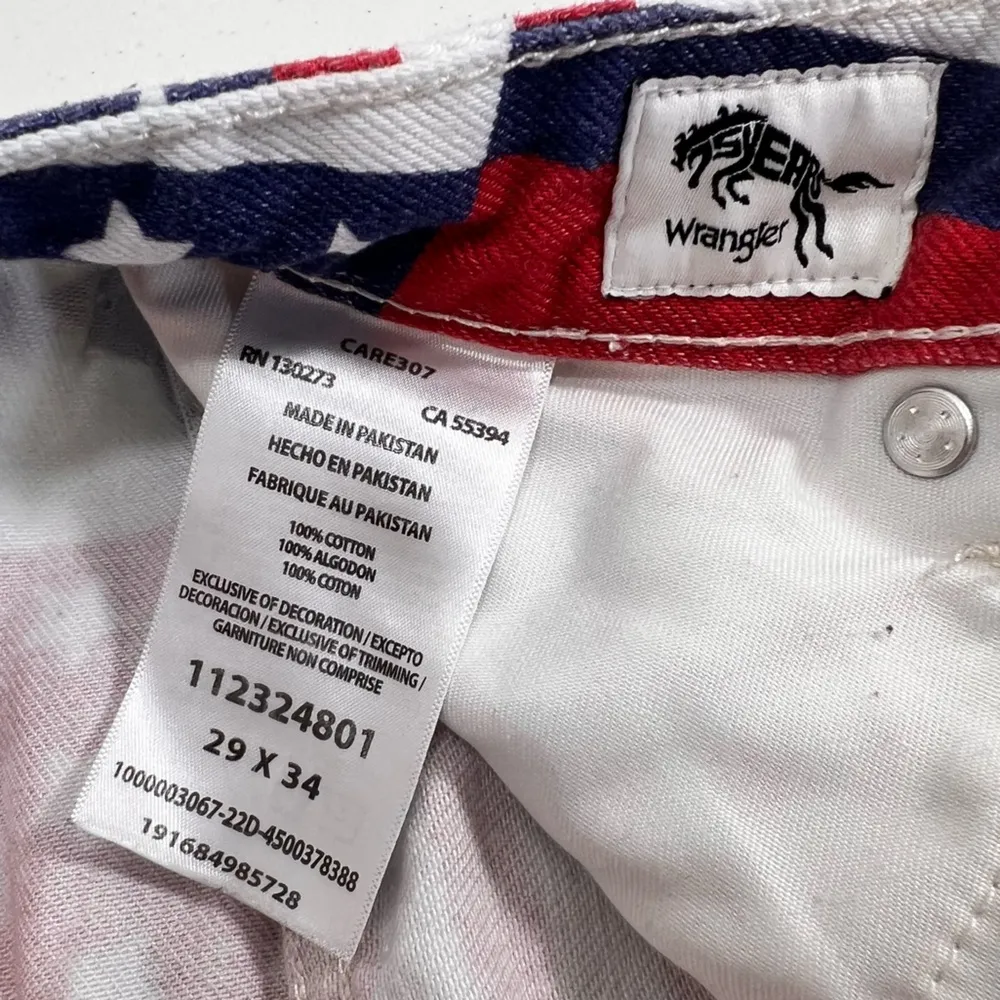 75 YEARS
Wrangler
CARE307
RN 130273
CA 55394
MADE IN PAKISTAN
HECHO EN PAKISTAN
FABRIQUE AU PAKISTAN
100% COTTON
100% ALGODON
100% COTON
EXCLUSIVE OF DECORATION / EXCEPTO
DECORACION / EXCLUSIVE OF TRIMMING /
GARNITURE NON COMPRISE
112324801
29 X 34
1000003067-22D-4500378388
191684985728